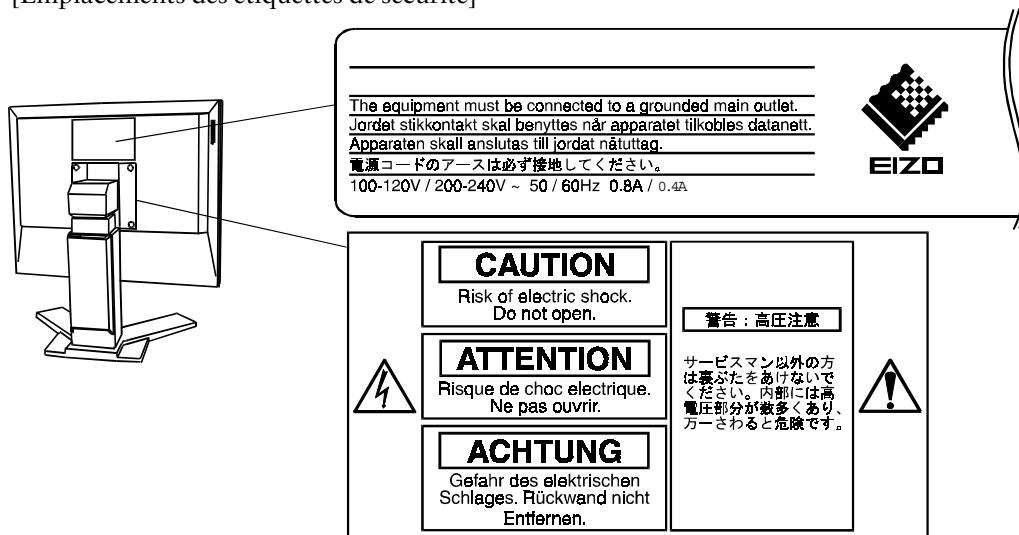 [Emplacements des étiquettes de sécurité]
The equipment must be connected to a grounded main outlet.
Jordet stikkontakt skal benyttes når apparatet tilkobles datanett.
Apparaten skall anslutas till jordat nätuttag.
電源コードのアースは必ず接地してください。
100-120V / 200-240V ~ 50 / 60Hz 0.8A / 0.4A
EIZO
CAUTION
Risk of electric shock.
Do not open.
ATTENTION
Risque de choc electrique.
Ne pas ouvrir.
ACHTUNG
Gefahr des elektrischen
Schlages. Rückwand nicht
Entfernen.
警告：高圧注意
サービスマン以外の方
は裏ぶたをあけないで
ください。内部には高
電圧部分が数多くあり、
万一さわると危険です。